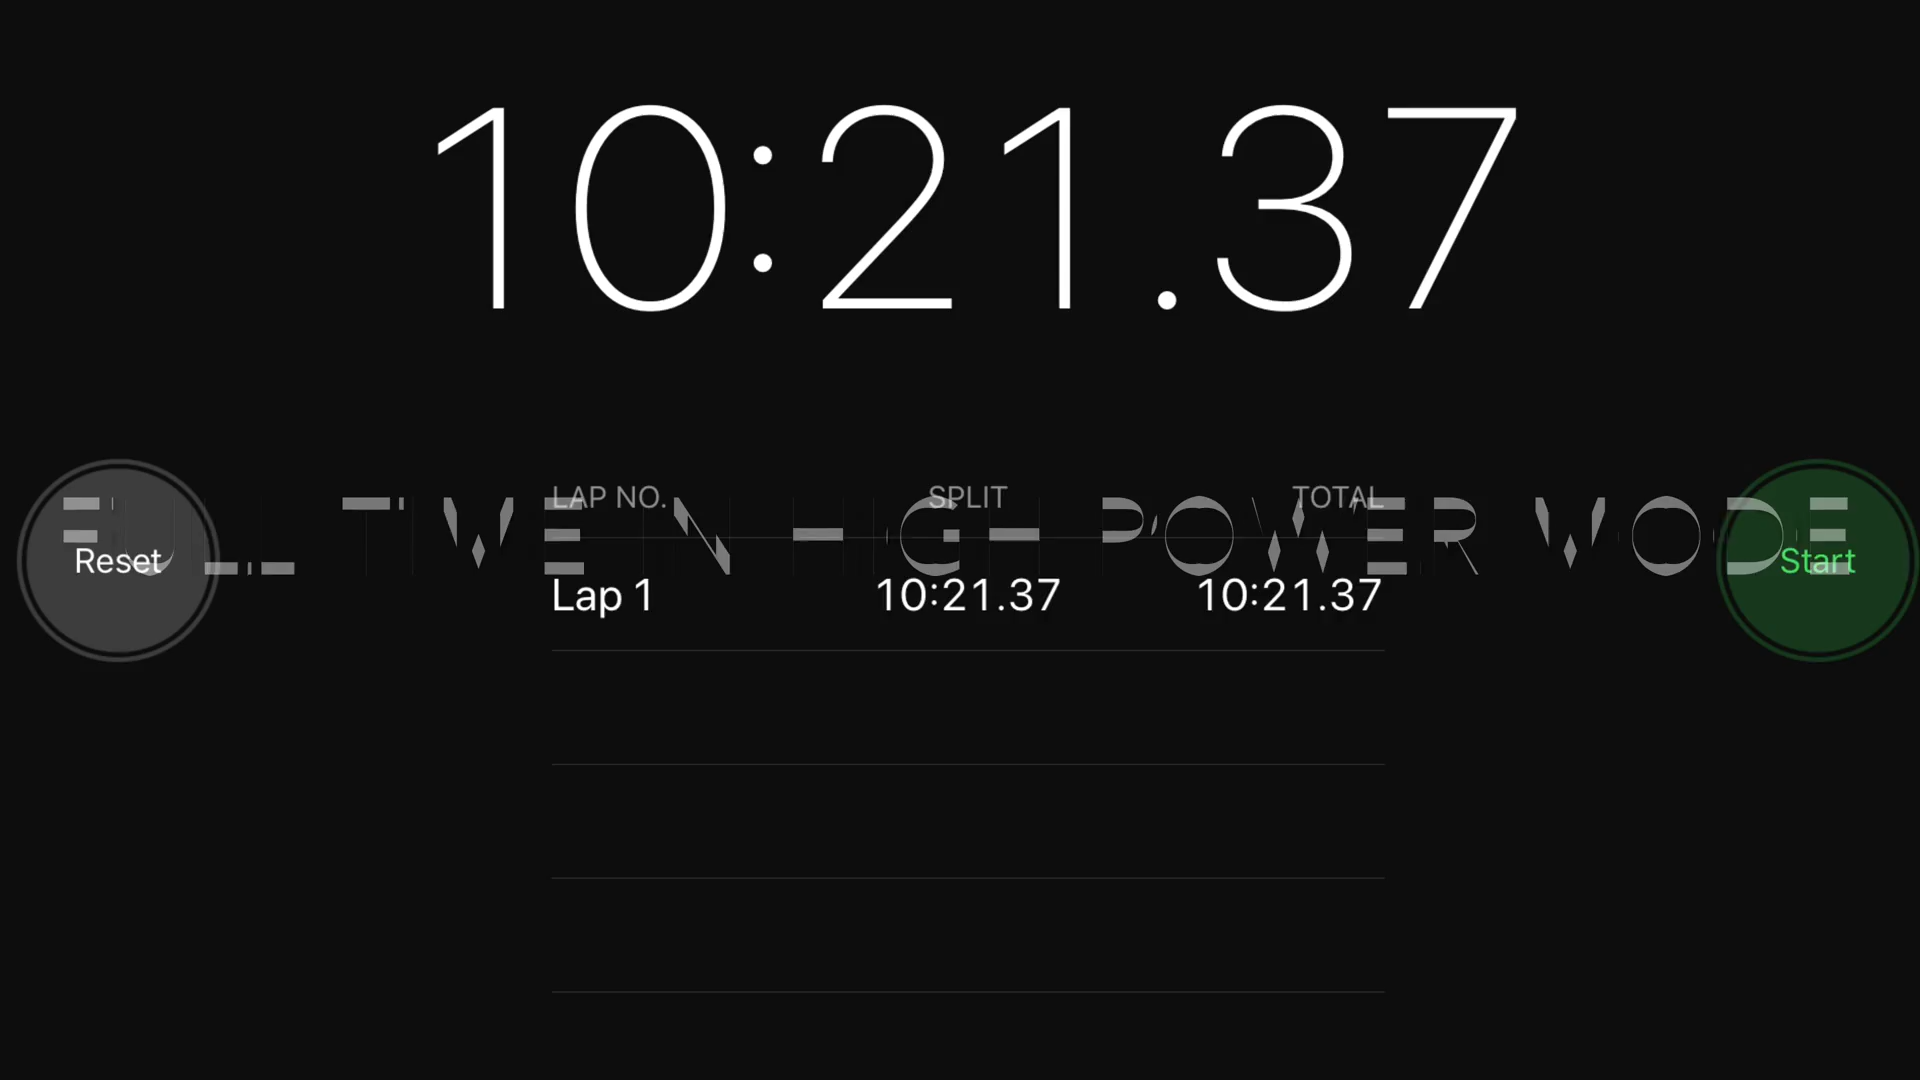 10:21.37
LAP NO. SPLIT TOTAL
FULL TIME IN HIGH POWER MODE
Reset Start
Lap 1 10:21.37 10:21.37